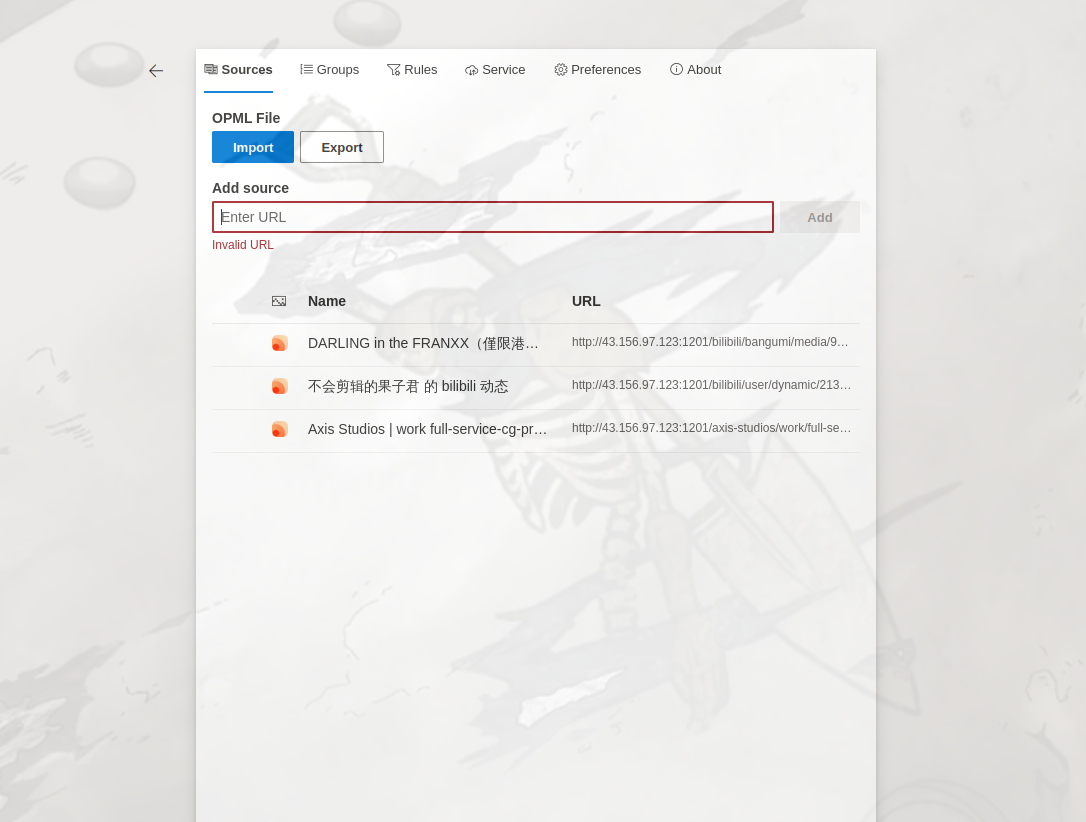 Sources Groups Rules Service Preferences About
OPML File
Import Export
Add source
Enter URL Add
Invalid URL
Name URL
DARLING in the FRANXX（僅限港… http://43.156.97.123:1201/bilibili/bangumi/media/9…
不会剪辑的果子君 的 bilibili 动态 http://43.156.97.123:1201/bilibili/user/dynamic/213…
Axis Studios | work full-service-cg-pr… http://43.156.97.123:1201/axis-studios/work/full-se…